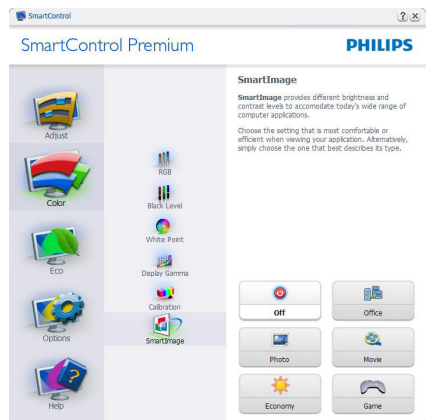 SmartControl
SmartControl Premium
PHILIPS
Adjust
Color
Eco
Options
Help
RGB
Black Level
White Point
Display Gamma
Calibration
SmartImage
SmartImage
SmartImage provides different brightness and
contrast levels to accomodate today's wide range of
computer applications.
Choose the setting that is most comfortable or
efficient when viewing your application. Alternatively,
simply choose the one that best describes its type.
Off
Office
Photo
Movie
Economy
Game